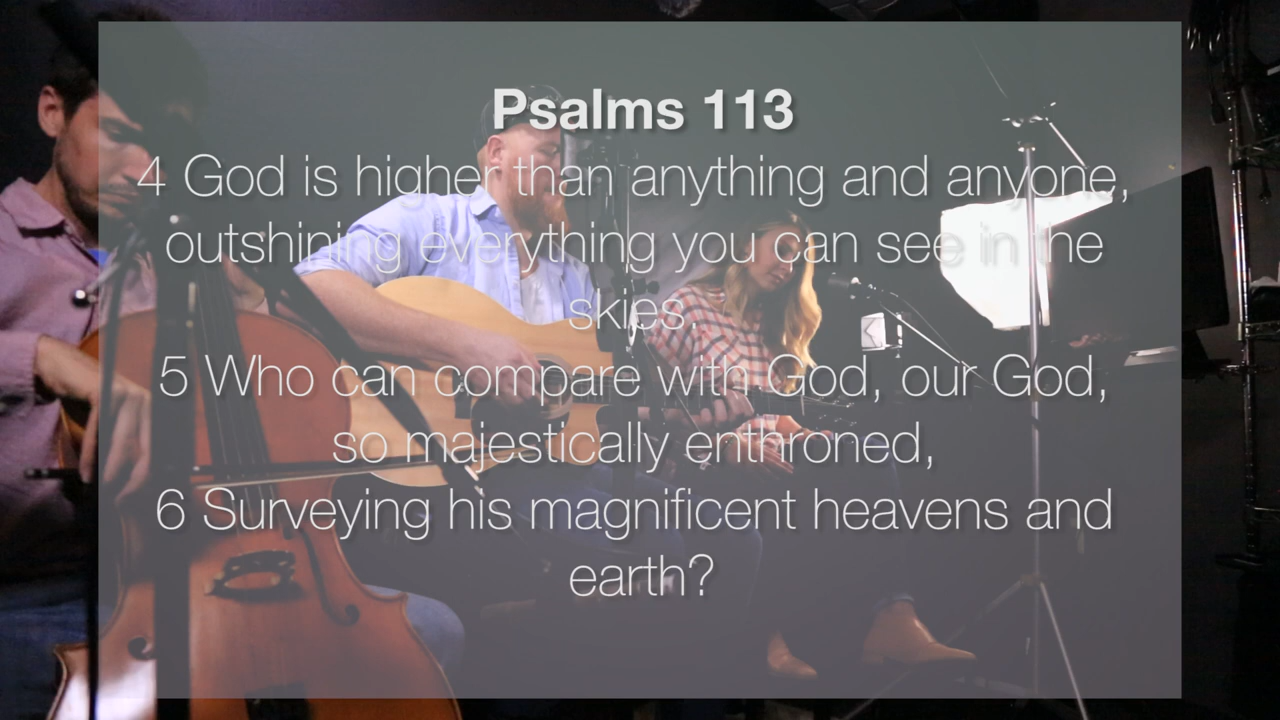 Psalms 113
4 God is higher than anything and anyone,
outshining everything you can see in the
skies.
5 Who can compare with God, our God,
so majestically enthroned,
6 Surveying his magnificent heavens and
earth?